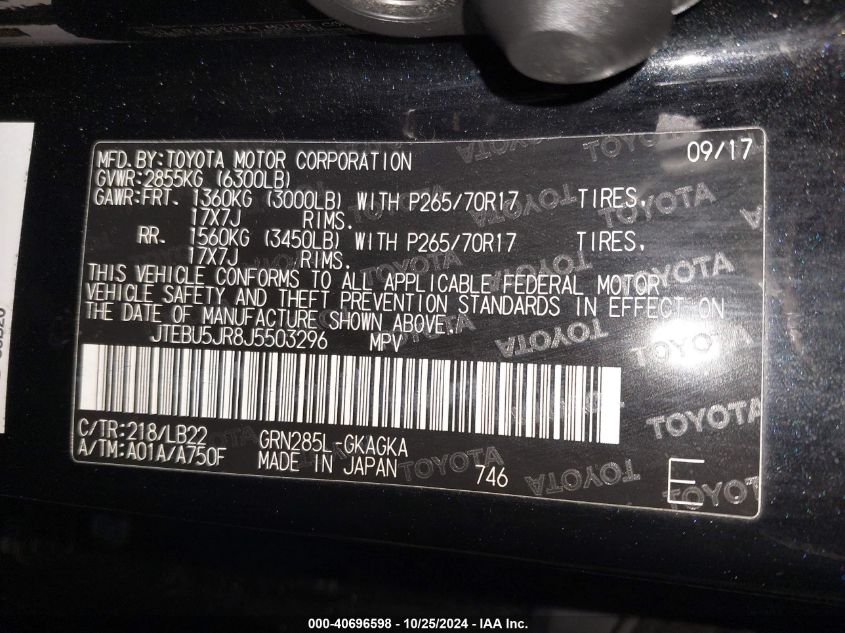 MFD. BY:TOYOTA MOTOR CORPORATION 09/17
GVWR:2855KG (6300LB)
GAWR:FRT. 1360KG (3000LB) WITH P265/70R17 TIRES,
17X7J RIMS.
RR. 1560KG (3450LB) WITH P265/70R17 TIRES,
17X7J RIMS.
THIS VEHICLE CONFORMS TO ALL APPLICABLE FEDERAL MOTOR
VEHICLE SAFETY AND THEFT PREVENTION STANDARDS IN EFFECT ON
THE DATE OF MANUFACTURE SHOWN ABOVE.
JTEBU5JR8J5503296 MPV
C/TR:218/LB22 GRN285L-GKAGKA
A/TM:A01A/A750F MADE IN JAPAN 746 E
TOYOTA
000-40696598 - 10/25/2024 - IAA Inc.